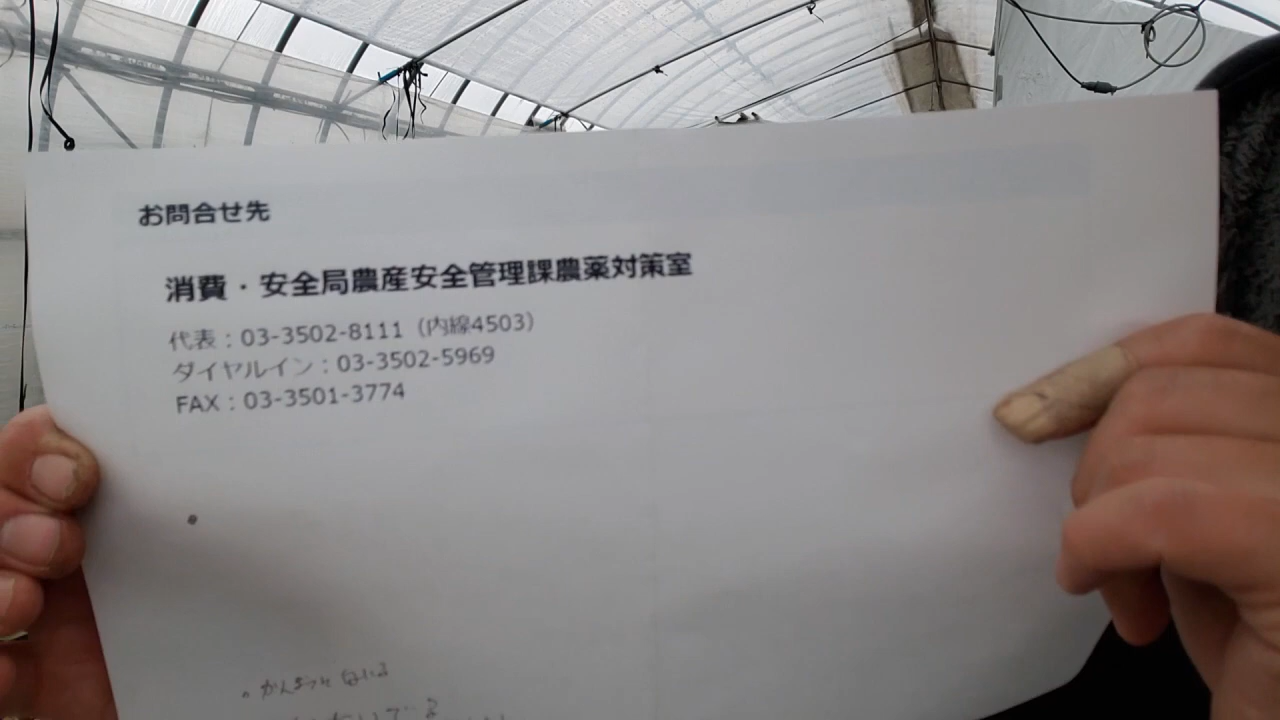 お問合せ先
消費・安全局農産安全管理課農薬対策室
代表：03-3502-8111（内線4503）
ダイヤルイン：03-3502-5969
FAX：03-3501-3774